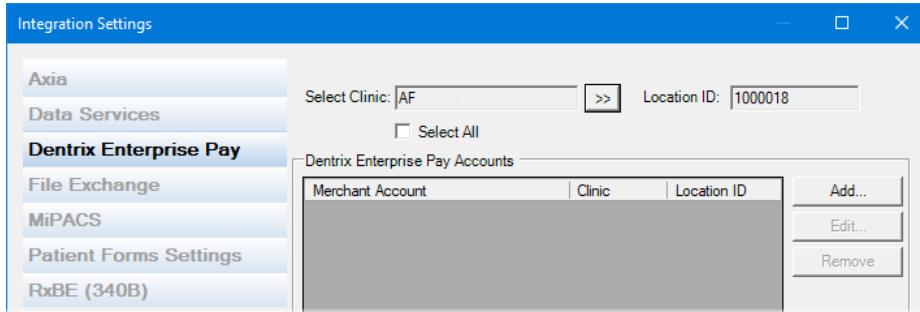 Integration Settings
Axia
Data Services
Dentrix Enterprise Pay
File Exchange
MiPACS
Patient Forms Settings
RxBE (340B)
Select Clinic: AF >> Location ID: 1000018
Select All
Dentrix Enterprise Pay Accounts
Merchant Account Clinic Location ID
Add...
Edit...
Remove